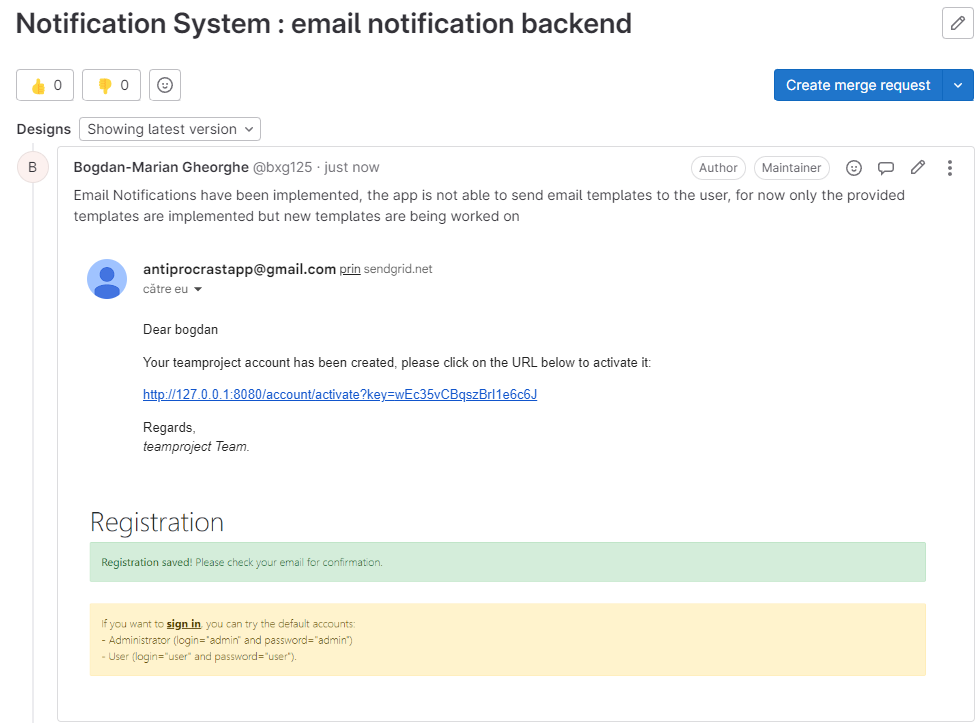 Notification System : email notification backend
0 0
Create merge request
Designs Showing latest version
B
Bogdan-Marian Gheorghe @bxg125 · just now Author Maintainer
Email Notifications have been implemented, the app is not able to send email templates to the user, for now only the provided
templates are implemented but new templates are being worked on
antiprocrastapp@gmail.com prin sendgrid.net
către eu
Dear bogdan
Your teamproject account has been created, please click on the URL below to activate it:
http://127.0.0.1:8080/account/activate?key=wEc35vCBqszBrI1e6c6J
Regards,
teamproject Team.
Registration
Registration saved! Please check your email for confirmation.
If you want to sign in, you can try the default accounts:
- Administrator (login="admin" and password="admin")
- User (login="user" and password="user").